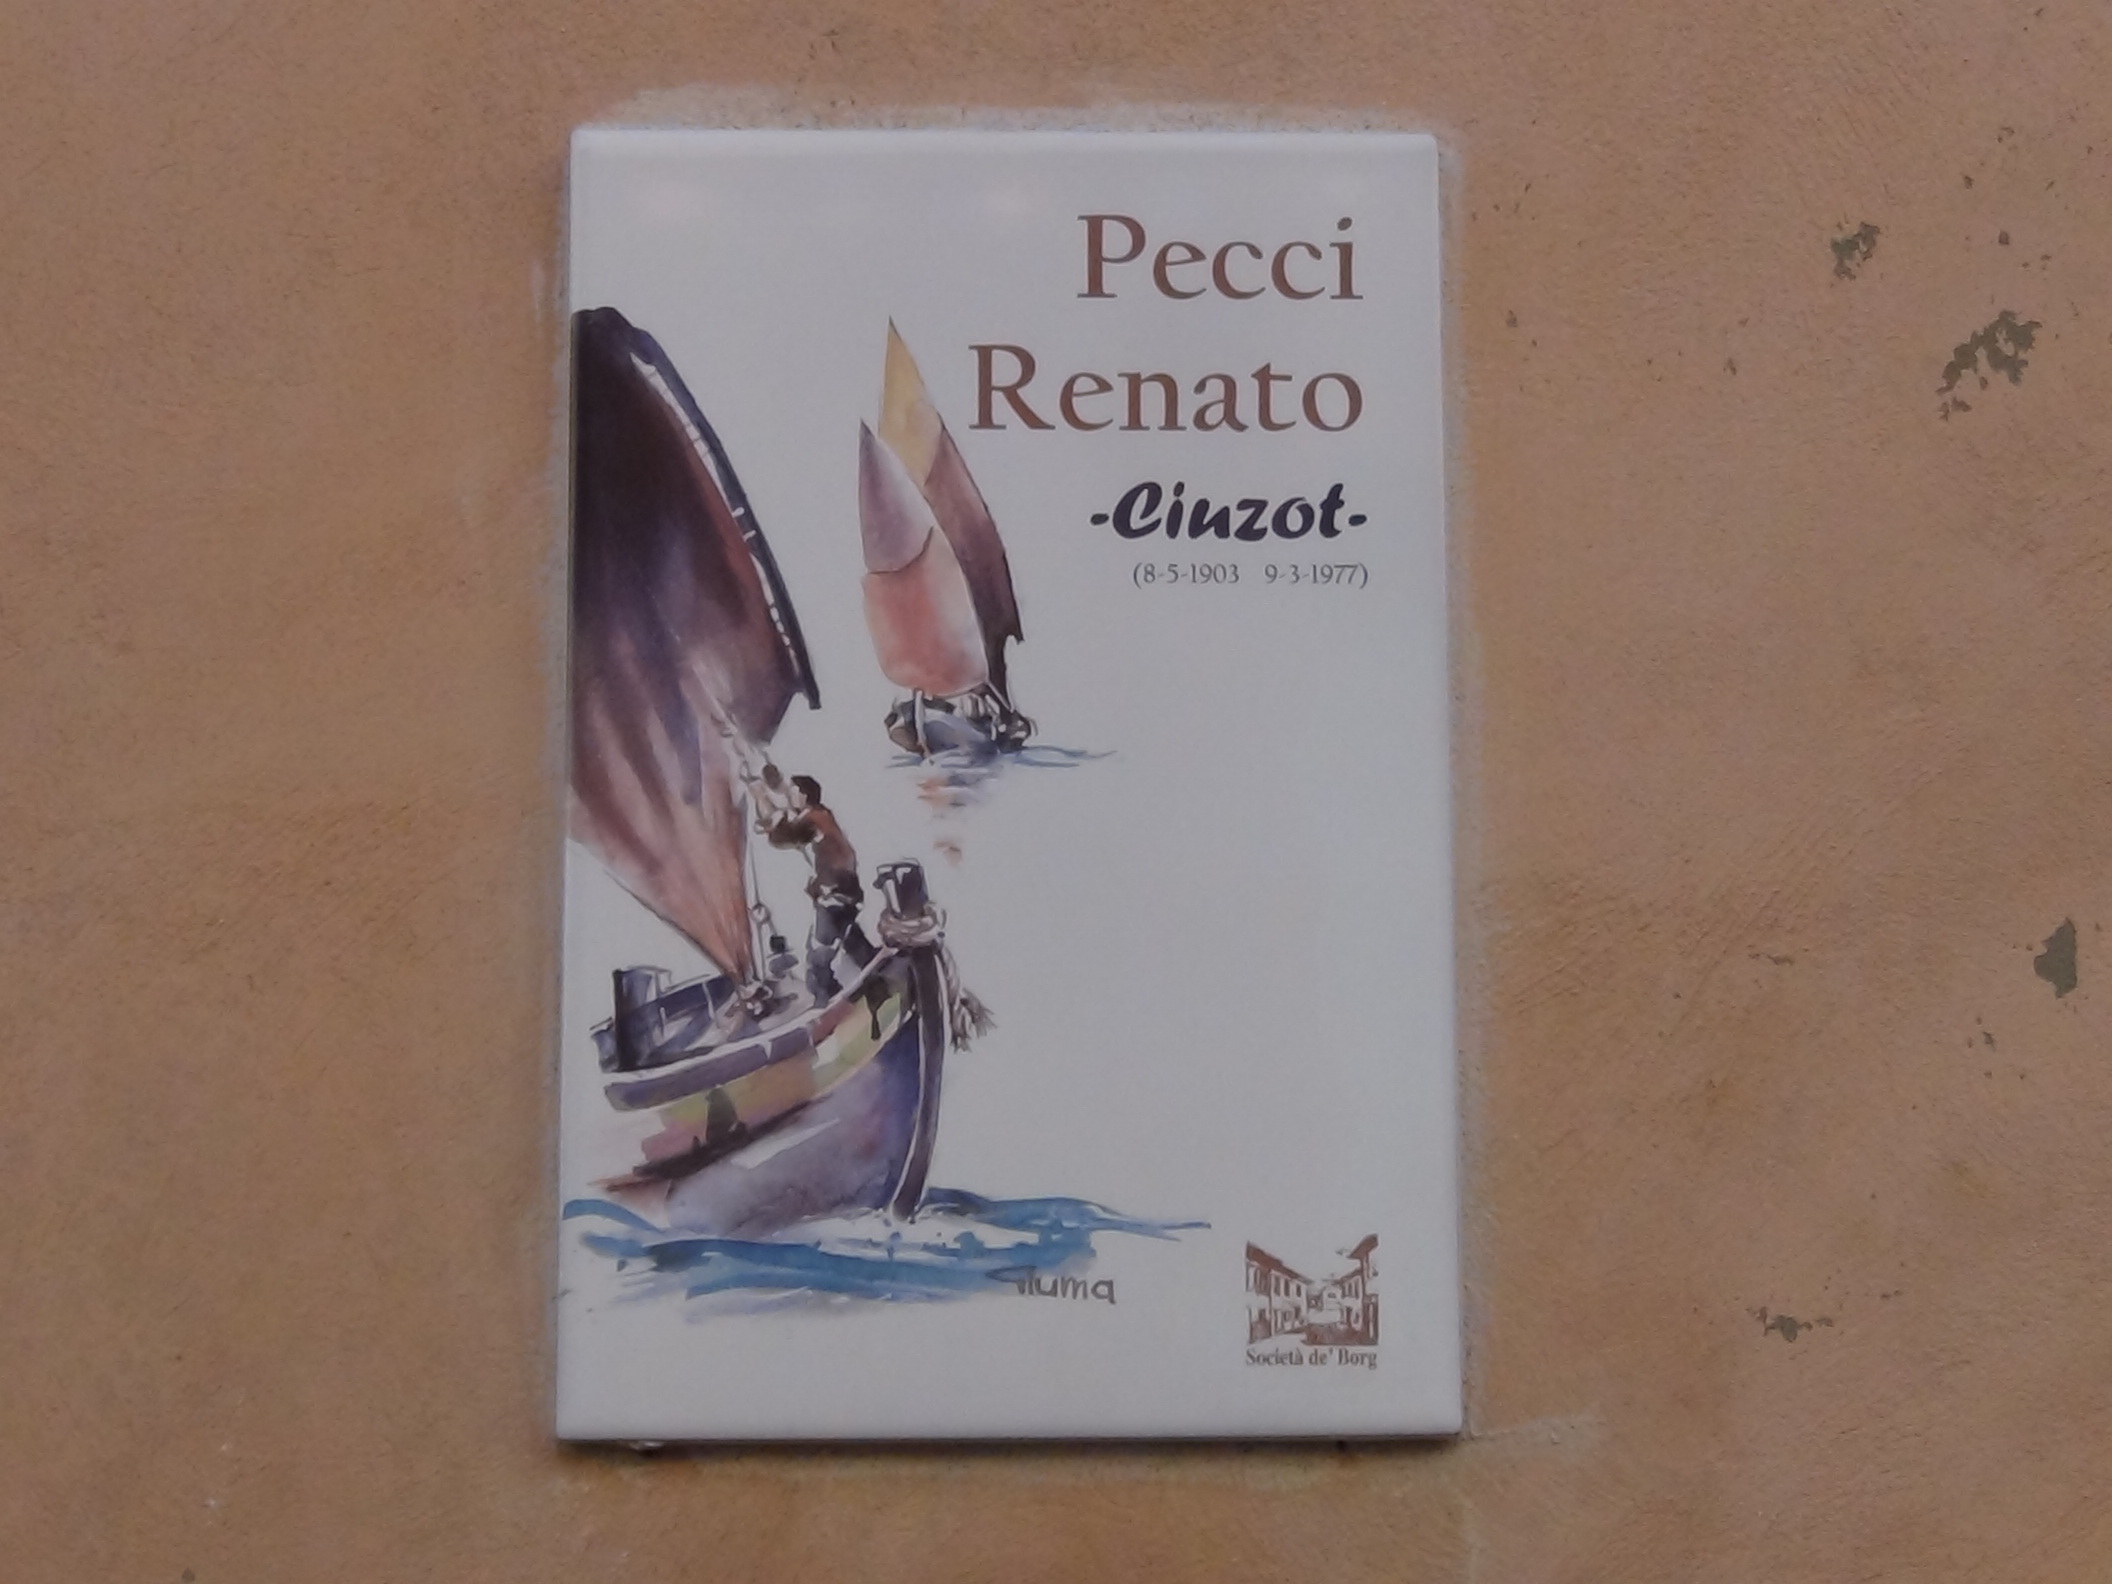 Pecci
Renato
-Ciuzot-
(8-5-1903 9-3-1977)
Società de' Borg